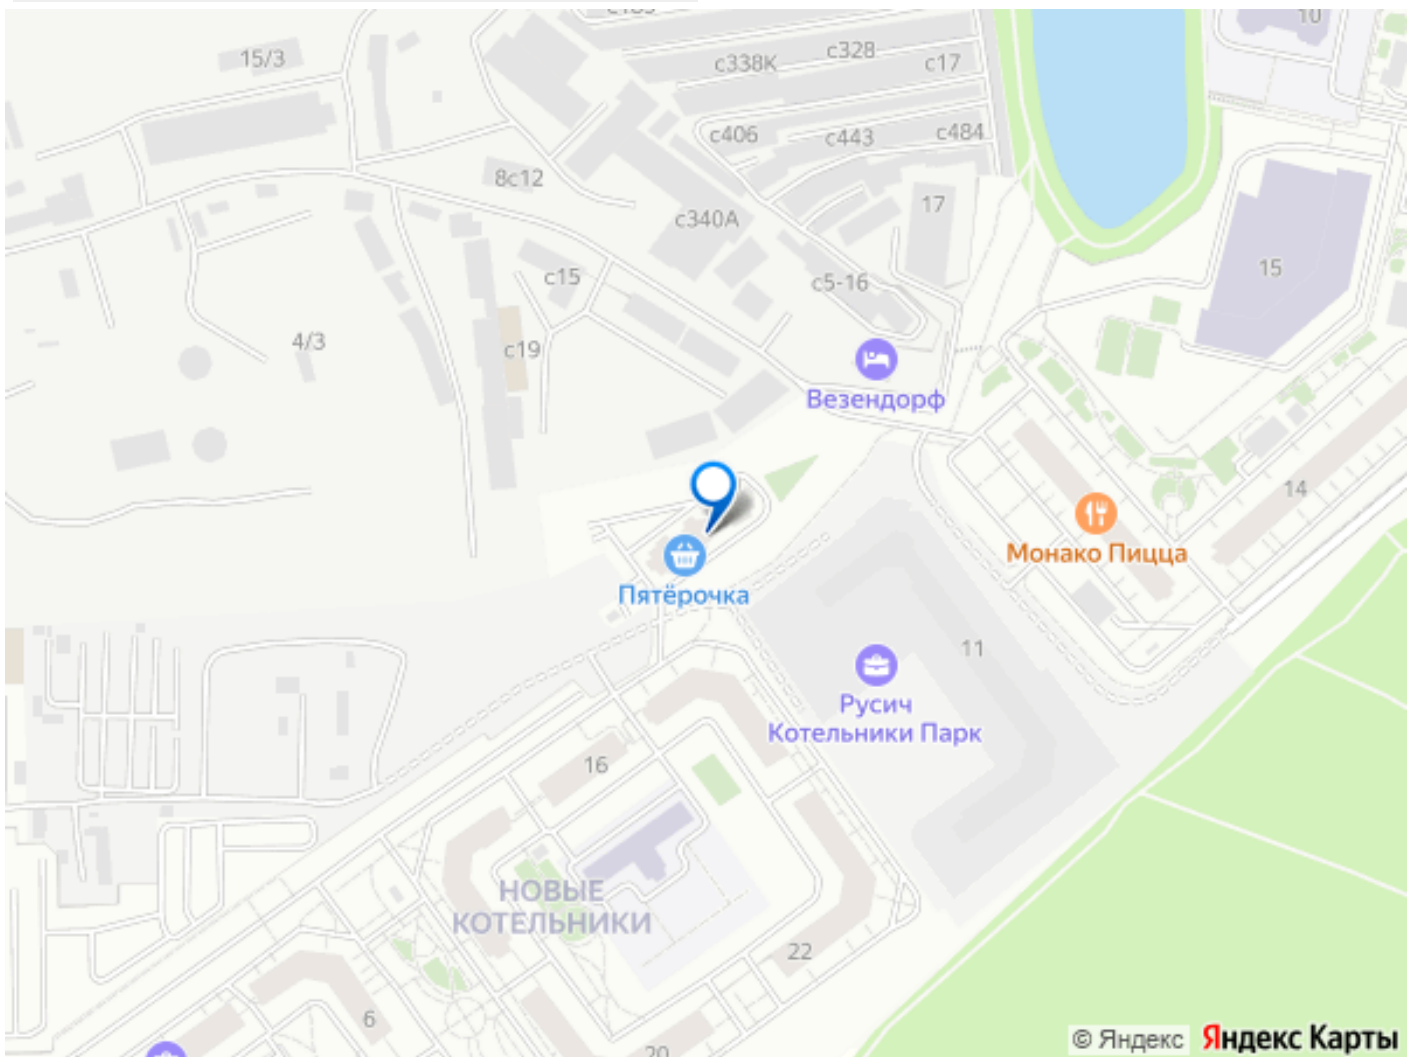 10
15/3
с338К
с328
с17
с406
с443
с484
8с12
с340А
17
с15
с5-16
15
4/3
с19
Везендорф
14
Монако Пицца
Пятёрочка
11
Русич
Котельники Парк
16
НОВЫЕ
КОТЕЛЬНИКИ
22
6
20
© Яндекс Яндекс Карты